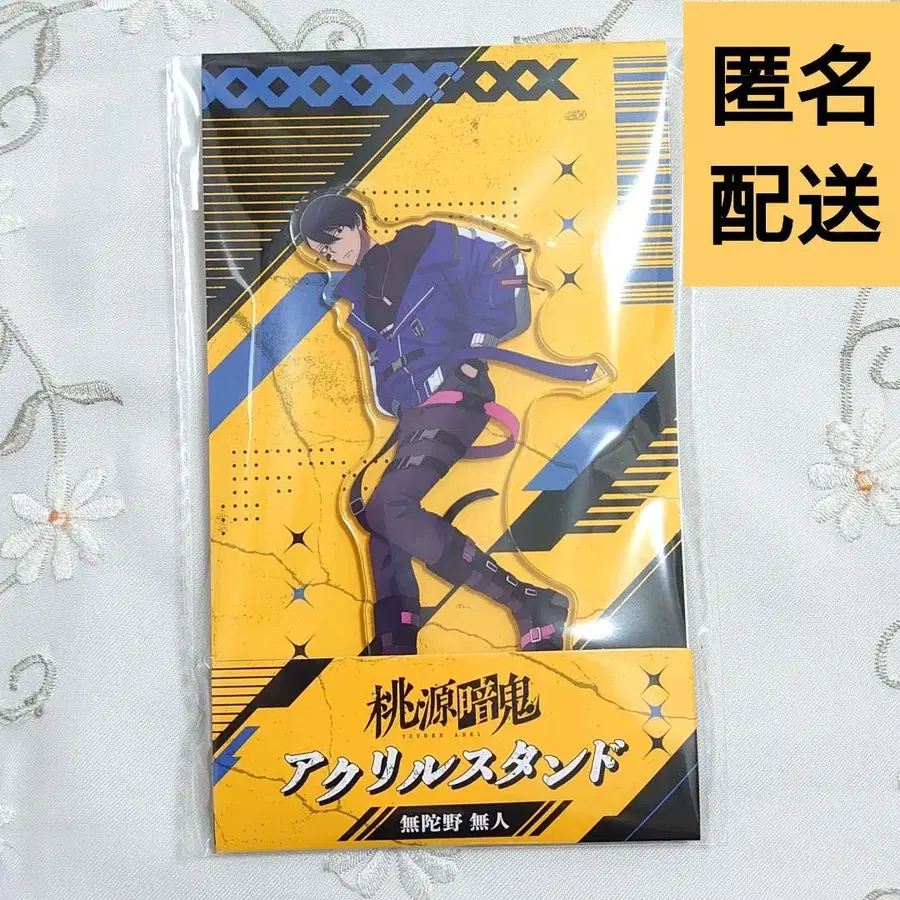 匿名
配送
桃源暗鬼
TOUGEN ANKI
アクリルスタンド
無陀野 無人